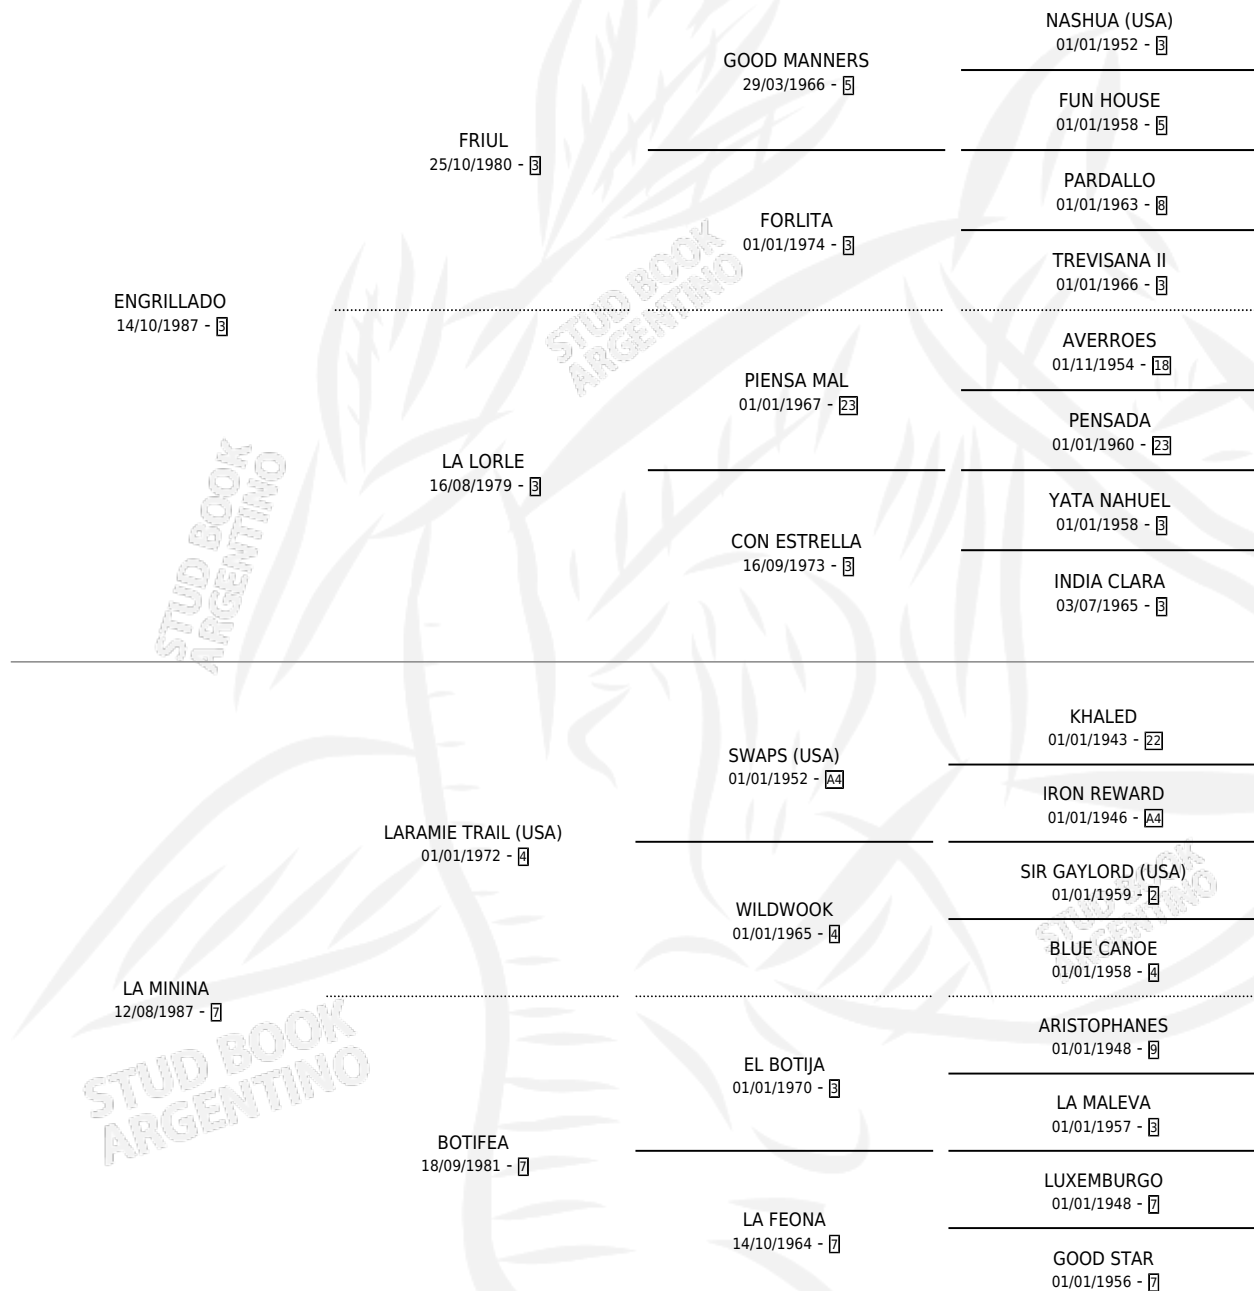 NASHUA (USA)
01/01/1952 - 3
GOOD MANNERS
29/03/1966 - 5
FUN HOUSE
01/01/1958 - 5
FRIUL
25/10/1980 - 3
PARDALLO
01/01/1963 - 8
FORLITA
01/01/1974 - 3
TREVISANA II
01/01/1966 - 3
ENGRILLADO
14/10/1987 - 3
STUD BOOK
ARGENTINO
AVERROES
01/11/1954 - 18
PIENSA MAL
01/01/1967 - 23
PENSADA
01/01/1960 - 23
LA LORLE
16/08/1979 - 3
YATA NAHUEL
01/01/1958 - 3
CON ESTRELLA
16/09/1973 - 3
INDIA CLARA
03/07/1965 - 3
STUD BOOK
ARGENTINO
KHALED
01/01/1943 - 22
SWAPS (USA)
01/01/1952 - A4
IRON REWARD
01/01/1946 - A4
LARAMIE TRAIL (USA)
01/01/1972 - 4
SIR GAYLORD (USA)
01/01/1959 - 2
WILDWOOK
01/01/1965 - 4
STUD BOOK
ARGENTINO
BLUE CANOE
01/01/1958 - 4
LA MININA
12/08/1987 - 7
STUD BOOK
ARGENTINO
ARISTOPHANES
01/01/1948 - 9
EL BOTIJA
01/01/1970 - 3
LA MALEVA
01/01/1957 - 3
BOTIFEA
18/09/1981 - 7
LUXEMBURGO
01/01/1948 - 7
LA FEONA
14/10/1964 - 7
GOOD STAR
01/01/1956 - 7